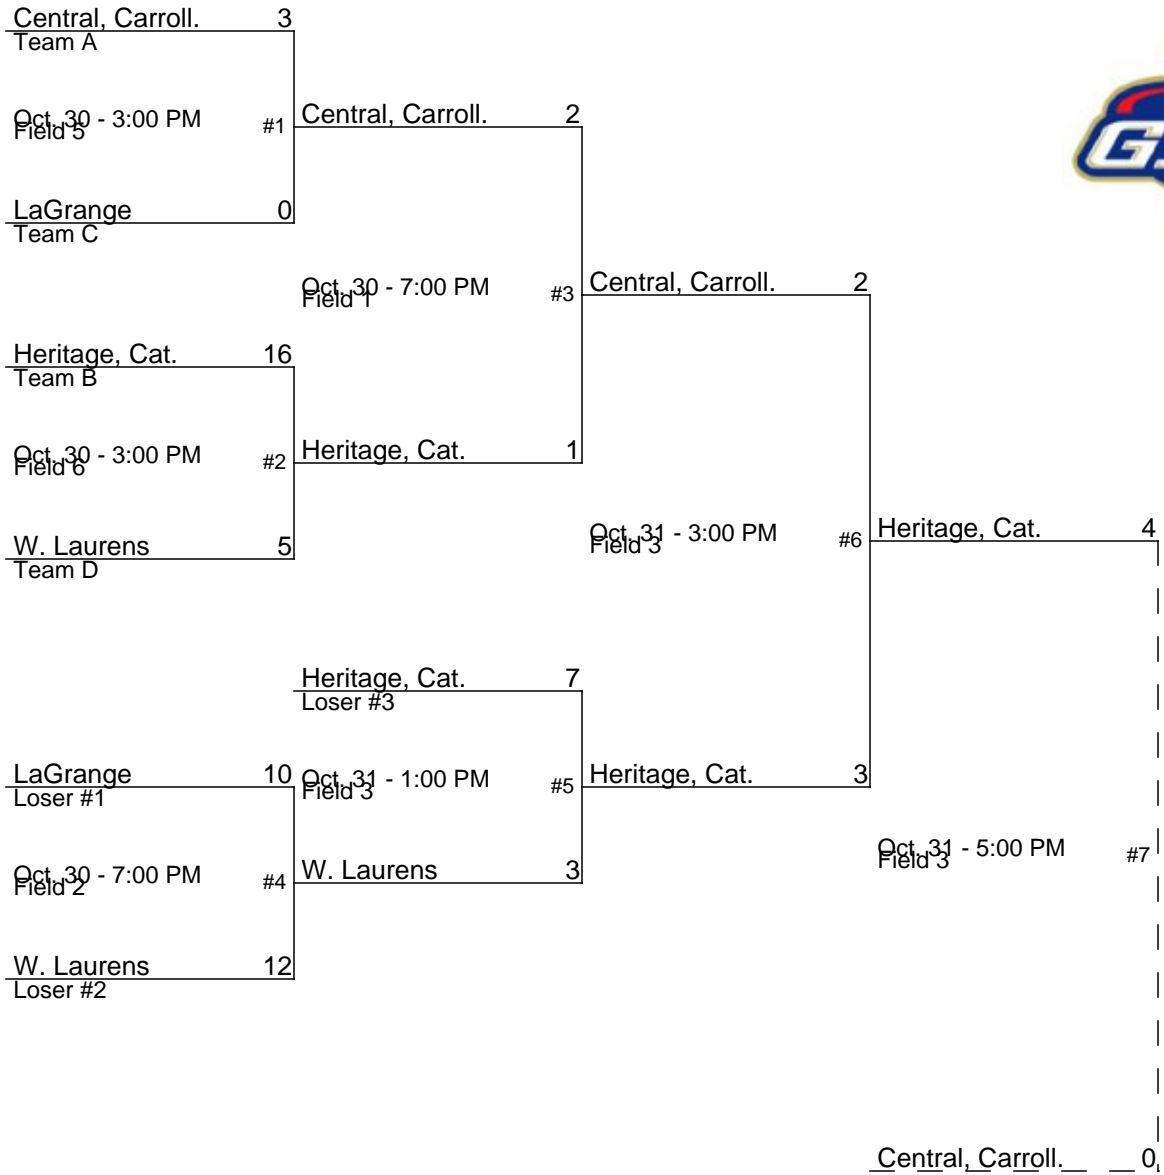 Central, Carroll. 3
Team A
Oct. 30 - 3:00 PM
Field 5
#1
LaGrange 0
Team C
Central, Carroll. 2
Oct. 30 - 7:00 PM
Field 1
#3
Heritage, Cat. 16
Team B
Oct. 30 - 3:00 PM
Field 6
#2
W. Laurens 5
Team D
Heritage, Cat. 1
Central, Carroll. 2
Oct. 31 - 3:00 PM
Field 3
#6
Heritage, Cat. 7
Loser #3
Oct. 31 - 1:00 PM
Field 3
#5
LaGrange 10
Loser #1
Oct. 30 - 7:00 PM
Field 2
#4
W. Laurens 12
Loser #2
W. Laurens 3
Heritage, Cat. 3
Heritage, Cat. 4
Oct. 31 - 5:00 PM
Field 3
#7
Central, Carroll. 0